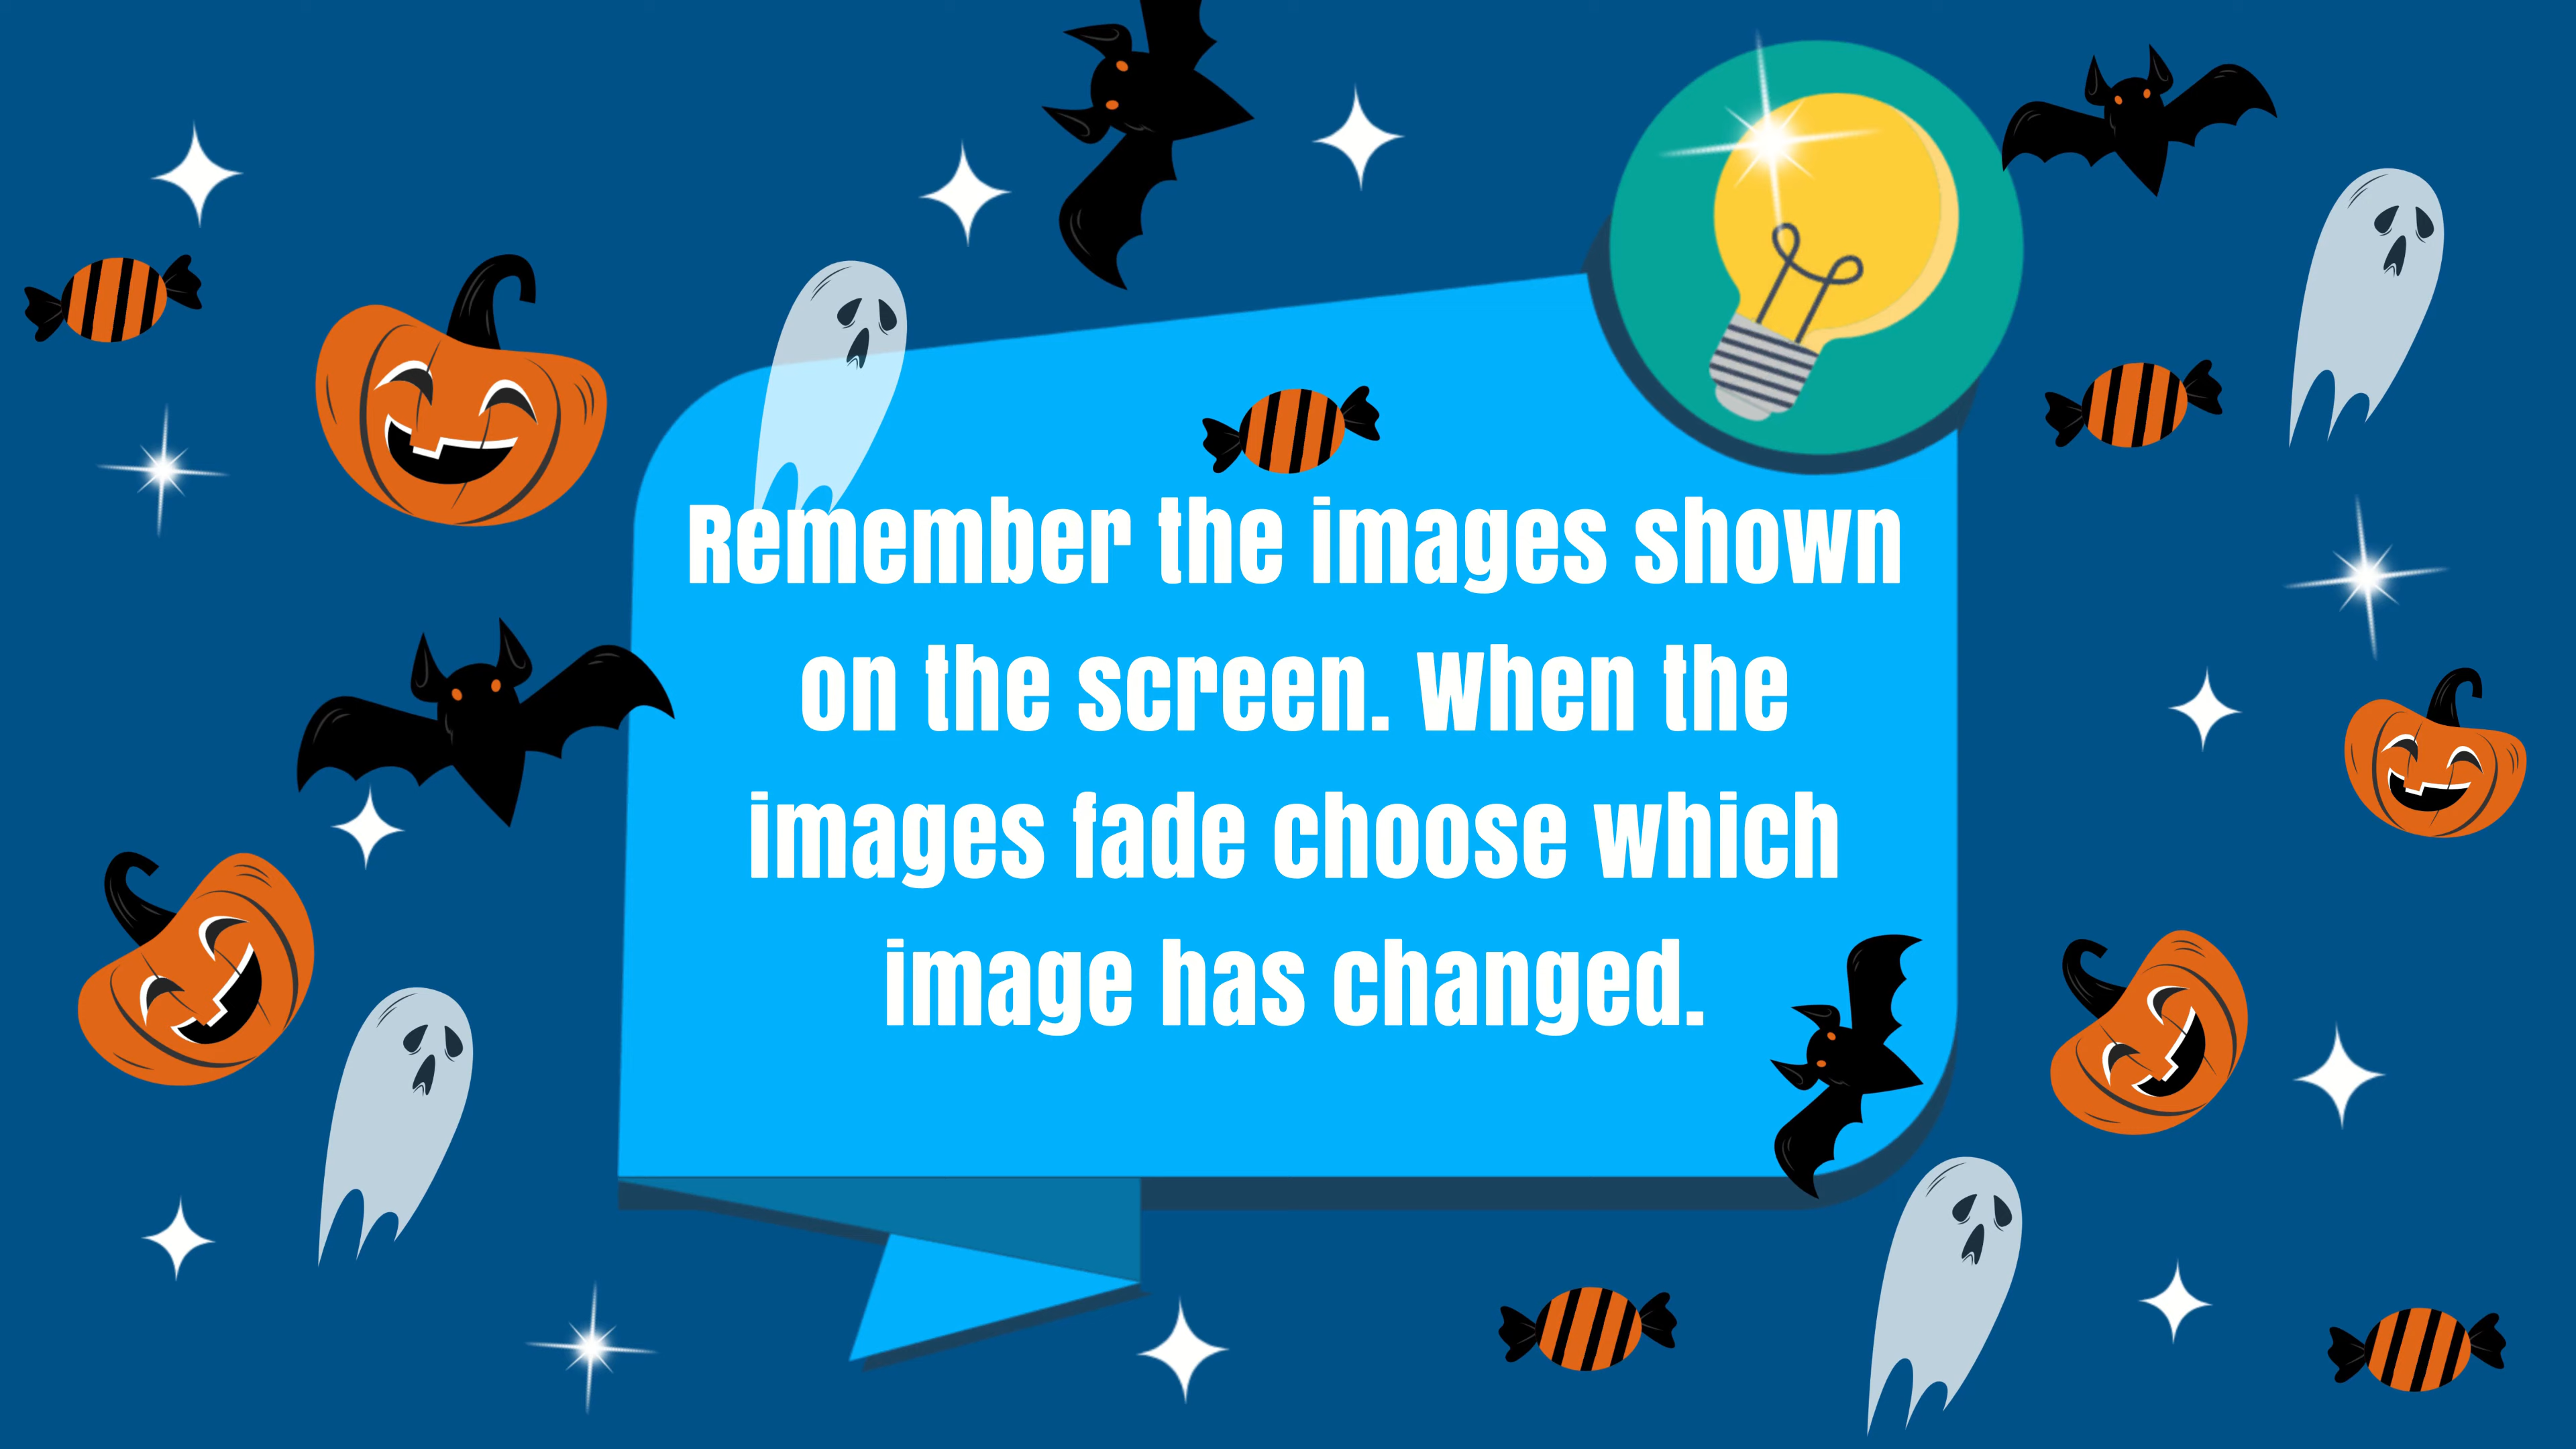 Remember the images shown
on the screen. When the
images fade choose which
image has changed.